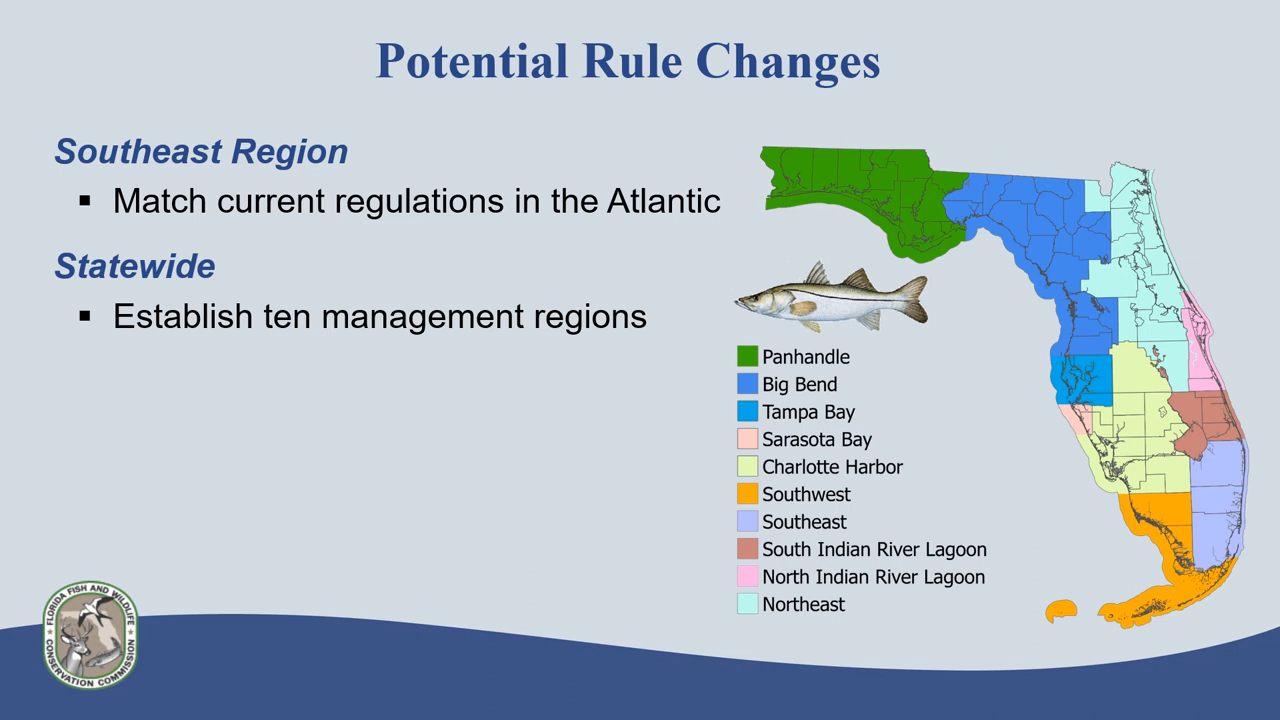 Potential Rule Changes
Southeast Region
▪ Match current regulations in the Atlantic
Statewide
▪ Establish ten management regions
Panhandle
Big Bend
Tampa Bay
Sarasota Bay
Charlotte Harbor
Southwest
Southeast
South Indian River Lagoon
North Indian River Lagoon
Northeast
FLORIDA FISH AND WILDLIFE
CONSERVATION COMMISSION